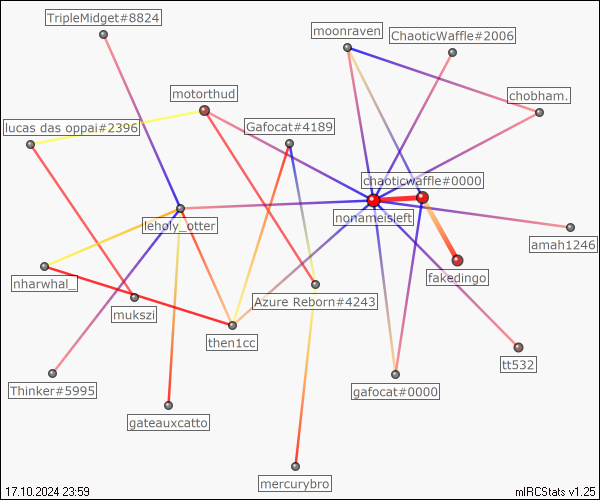 TripleMidget#8824
moonraven
ChaoticWaffle#2006
motorthud
chobham.
lucas das oppai#2396
Gafocat#4189
chaoticwaffle#0000
nonameisleft
leholy_otter
amah1246
fakedingo
nharwhal_
mukszi
Azure Reborn#4243
then1cc
tt532
Thinker#5995
gafocat#0000
gateauxcatto
mercurybro
17.10.2024 23:59
mIRCStats v1.25